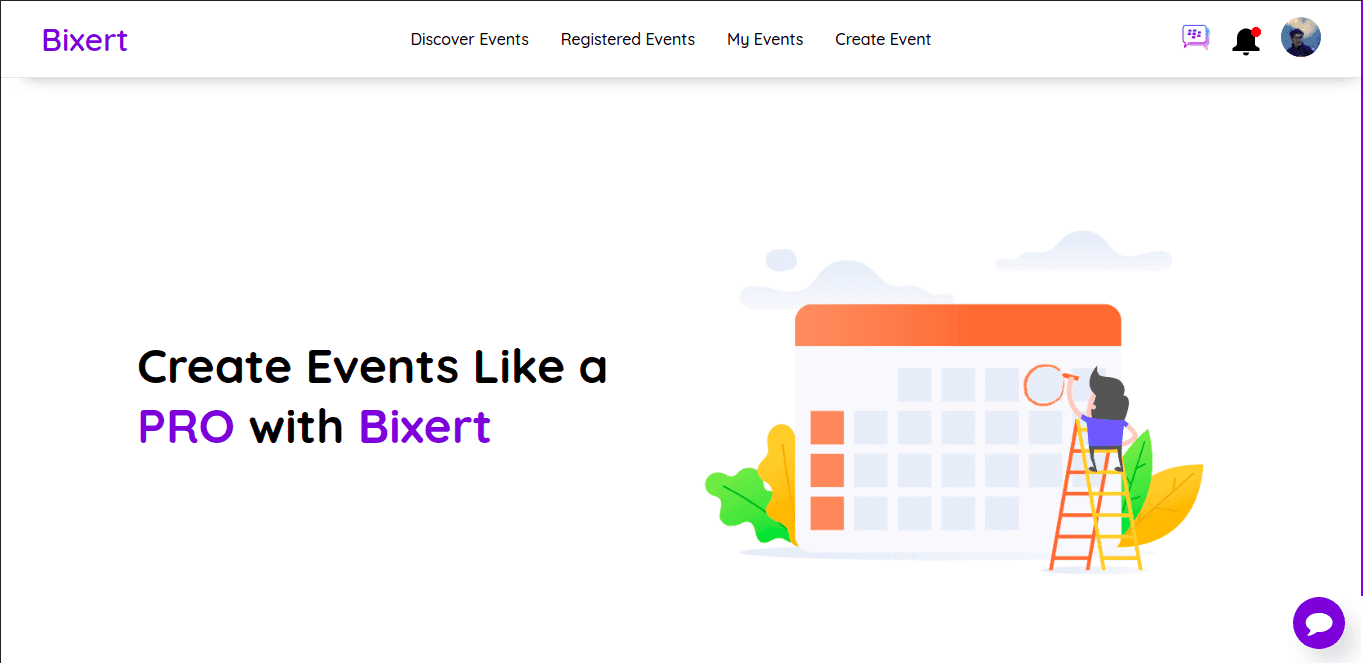 Bixert
Discover Events
Registered Events
My Events
Create Event
Create Events Like a
PRO with Bixert